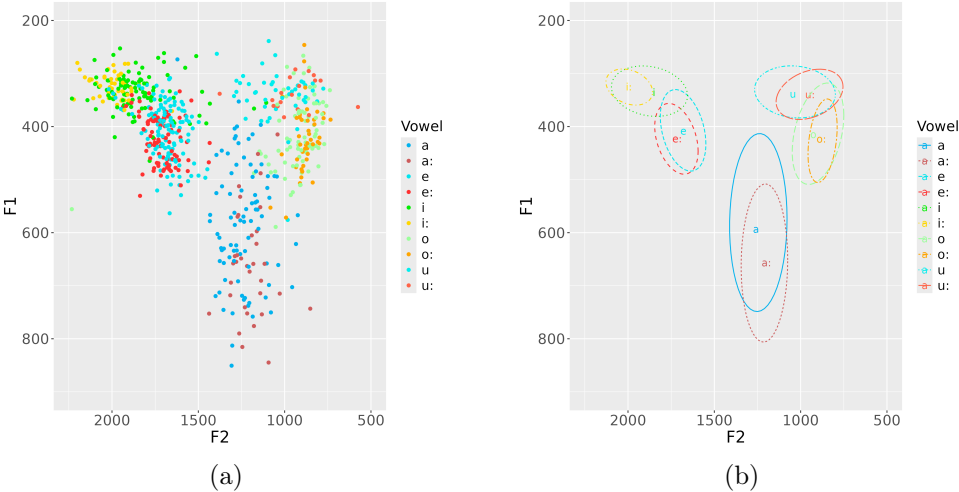 200
400
600
800
F1
2000
1500
1000
500
F2
Vowel
a
a:
e
e:
i
i:
o
o:
u
u:
(a)
200
400
600
800
F1
2000
1500
1000
500
F2
i:
i
e
e:
u
u:
o
o:
a
a:
Vowel
a a
a a:
a e
a e:
a i
a i:
a o
a o:
a u
a u:
(b)